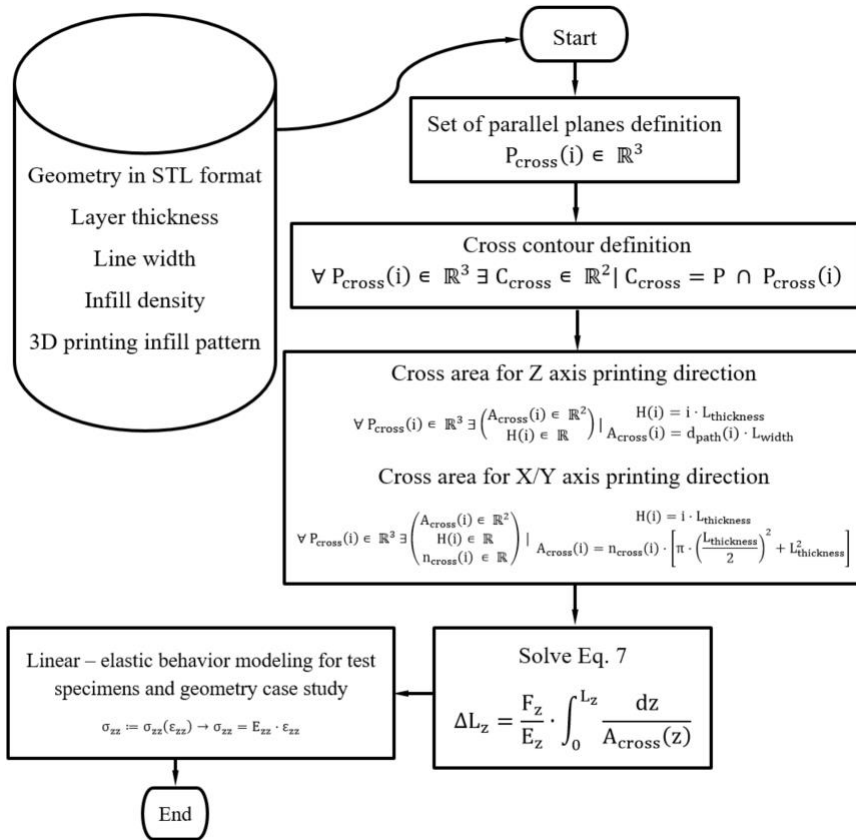 Start
Geometry in STL format
Layer thickness
Line width
Infill density
3D printing infill pattern
Set of parallel planes definition
P_cross(i) ∈ ℝ³
Cross contour definition
∀ P_cross(i) ∈ ℝ³ ∃ C_cross ∈ ℝ² | C_cross = P ∩ P_cross(i)
Cross area for Z axis printing direction
∀ P_cross(i) ∈ ℝ³ ∃ (A_cross(i) ∈ ℝ² H(i) ∈ ℝ) | H(i) = i · L_thickness A_cross(i) = d_path(i) · L_width
Cross area for X/Y axis printing direction
∀ P_cross(i) ∈ ℝ³ ∃ (A_cross(i) ∈ ℝ² H(i) ∈ ℝ n_cross(i) ∈ ℝ) | H(i) = i · L_thickness A_cross(i) = n_cross(i) · [π · (L_thickness/2)² + L²_thickness]
Solve Eq. 7
ΔL_z = F_z/E_z · ∫₀^L_z dz/A_cross(z)
Linear – elastic behavior modeling for test
specimens and geometry case study
σ_zz := σ_zz(ε_zz) → σ_zz = E_zz · ε_zz
End